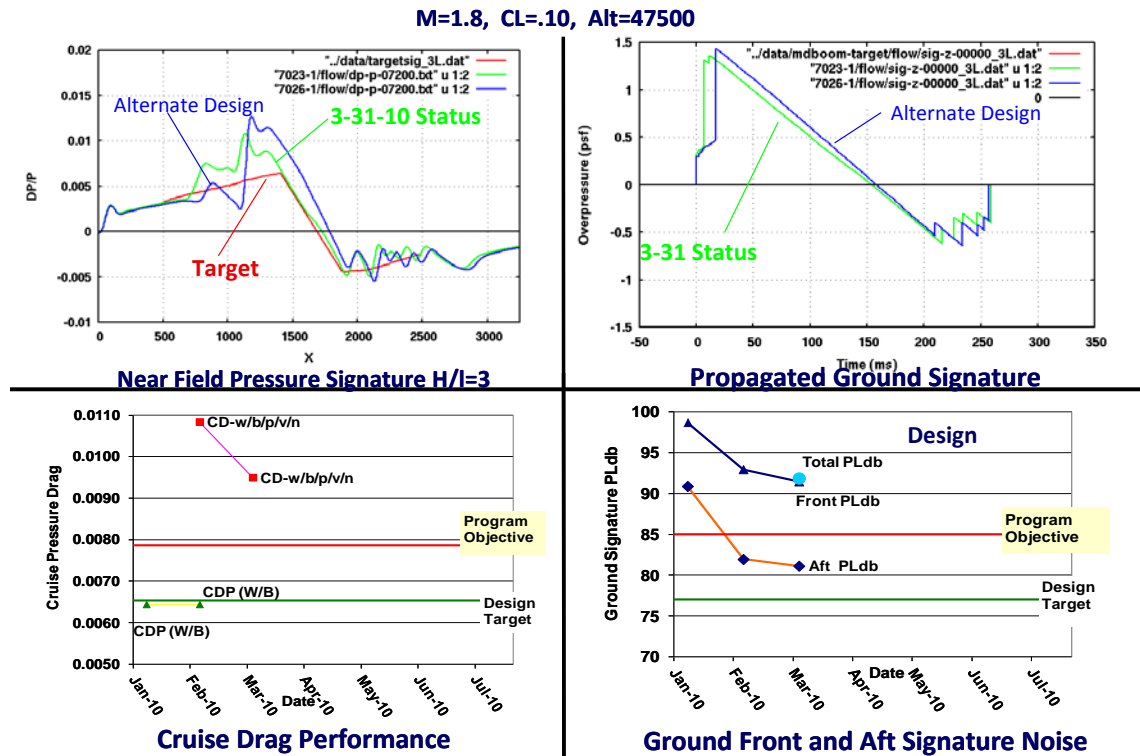 M=1.8, CL=.10, Alt=47500
0.02
0.015
0.01
0.005
0
-0.005
-0.01
DP/P
"../data/targetsig_3L.dat"
"7023-1/flow/dp-p-07200.txt" u 1:2
"7026-1/flow/dp-p-07200.txt" u 1:2
Alternate Design
3-31-10 Status
Target
0 500 1000 1500 2000 2500 3000
X
Near Field Pressure Signature H/l=3
1.5
1
0.5
0
-0.5
-1
-1.5
Overpressure (psf)
"../data/mdboom-target/flow/sig-z-00000_3L.dat"
"7023-1/flow/sig-z-00000_3L.dat" u 1:2
"7026-1/flow/sig-z-00000_3L.dat" u 1:2
0
Alternate Design
3-31 Status
-50 0 50 100 150 200 250 300 350
Time (ms)
Propagated Ground Signature
0.0110
0.0100
0.0090
0.0080
0.0070
0.0060
0.0050
Cruise Pressure Drag
CD-w/b/p/v/n
CD-w/b/p/v/n
Program
Objective
CDP (W/B)
CDP (W/B)
Design
Target
Jan-10 Feb-10 Mar-10 Apr-10 May-10 Jun-10 Jul-10
Date
Cruise Drag Performance
100
95
90
85
80
75
70
Ground Signature PLdb
Design
Total PLdb
Front PLdb
Program
Objective
Aft PLdb
Design
Target
Jan-10 Feb-10 Mar-10 Apr-10 May-10 Jun-10 Jul-10
Date
Ground Front and Aft Signature Noise